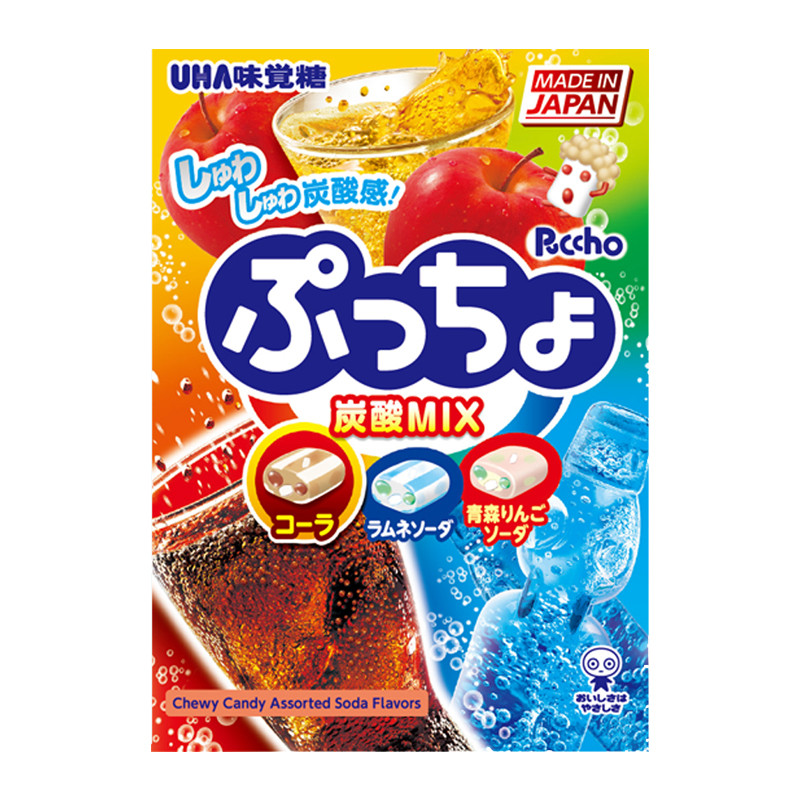 UHA味覚糖
MADE IN
JAPAN
しゅわ
しゅわ炭酸感!
Puccho
ぷっちょ
炭酸MIX
コーラ
ラムネソーダ
青森りんご
ソーダ
Chewy Candy Assorted Soda Flavors
おいしさは
やさしさ